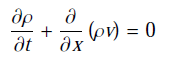 ∂ρ/∂t + ∂/∂x (ρv) = 0